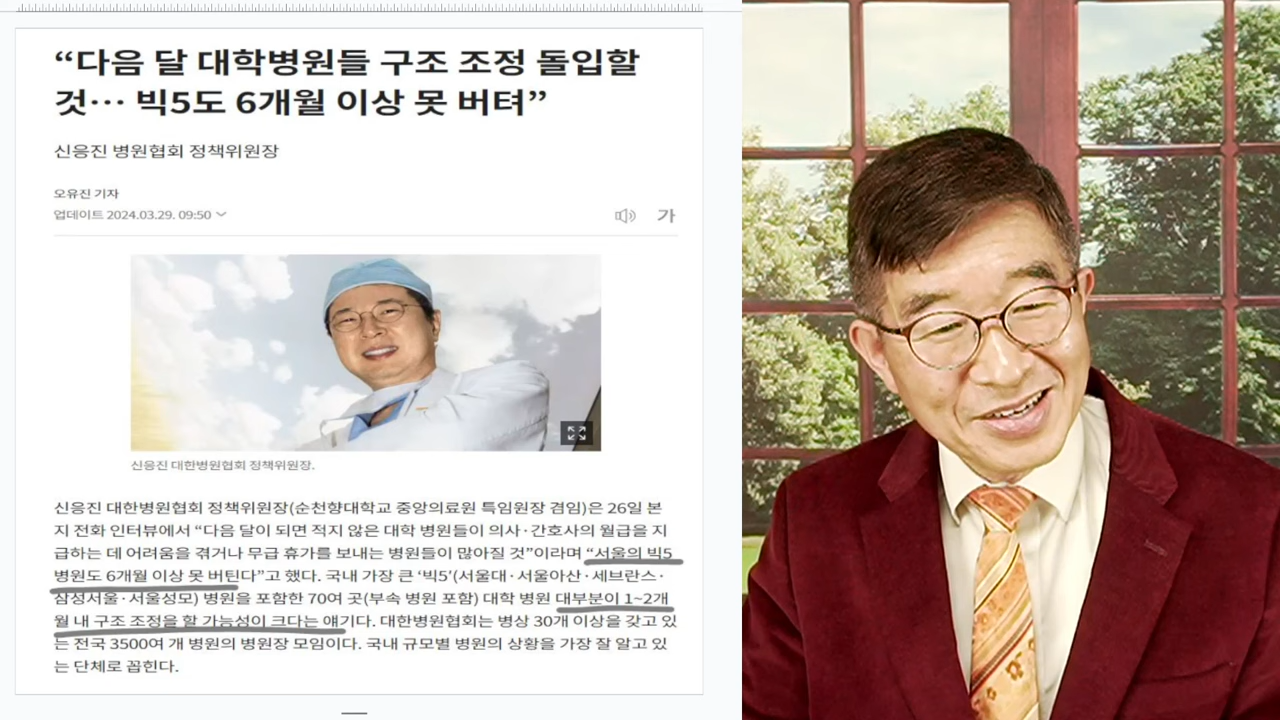 “다음 달 대학병원들 구조 조정 돌입할
것… 빅5도 6개월 이상 못 버텨”
신응진 병원협회 정책위원장
오유진 기자
업데이트 2024.03.29. 09:50
가
신응진 대한병원협회 정책위원장.
신응진 대한병원협회 정책위원장(순천향대학교 중앙의료원 특임원장 겸임)은 26일 본
지 전화 인터뷰에서 “다음 달이 되면 적지 않은 대학 병원들이 의사·간호사의 월급을 지
급하는 데 어려움을 겪거나 무급 휴가를 보내는 병원들이 많아질 것”이라며 “서울의 빅5
병원도 6개월 이상 못 버틴다”고 했다. 국내 가장 큰 ‘빅5’(서울대·서울아산·세브란스·
삼성서울·서울성모) 병원을 포함한 70여 곳(부속 병원 포함) 대학 병원 대부분이 1~2개
월 내 구조 조정을 할 가능성이 크다는 얘기다. 대한병원협회는 병상 30개 이상을 갖고 있
는 전국 3500여 개 병원의 병원장 모임이다. 국내 규모별 병원의 상황을 가장 잘 알고 있
는 단체로 꼽힌다.